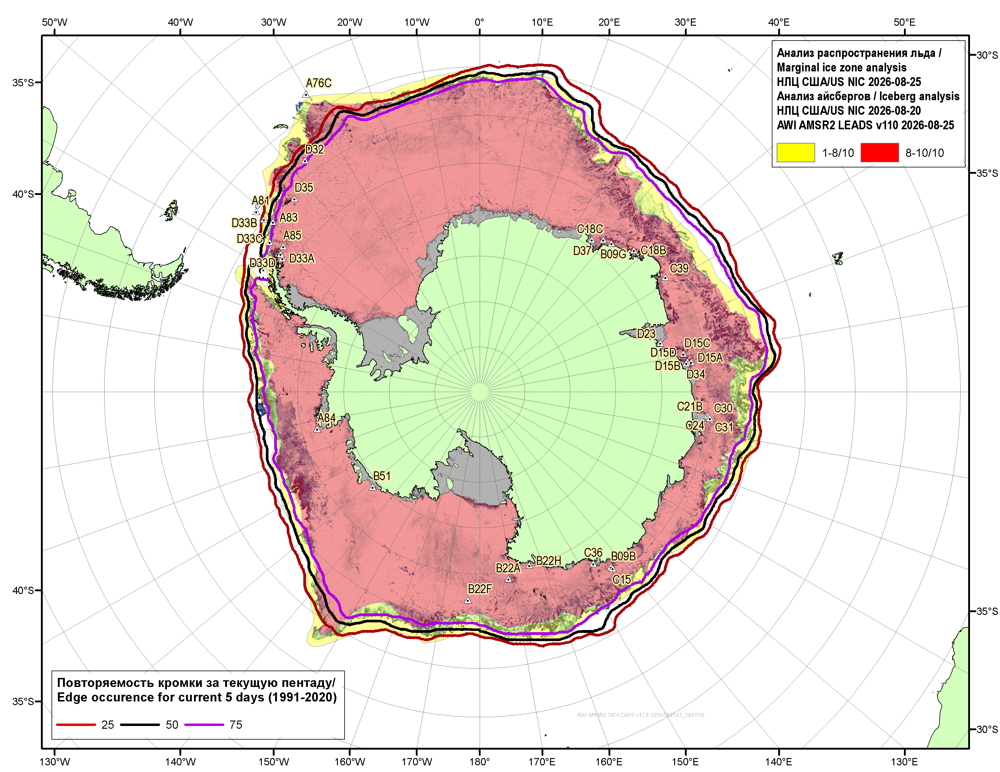 50°W 40°W 30°W 20°W 10°W 0° 10°E 20°E 30°E 40°E 50°E
Анализ распространения льда /
Marginal ice zone analysis
НЛЦ США/US NIC 2026-08-25
Анализ айсбергов / Iceberg analysis
НЛЦ США/US NIC 2026-08-20
AWI AMSR2 LEADS v110 2026-08-25
1-8/10 8-10/10
30°S
35°S
A76C
D32
35°S
D35
40°S
A81
D33B
A83
C18C
D33C
A85
D37
B09G
C18B
D33D
D33A
C39
D23
D15C
D15D
D15A
D15B
D34
C21B
C30
A84
C24
C31
B51
C36
B09B
B22H
B22A
C15
B22F
40°S
35°S
Повторяемость кромки за текущую пентаду/
Edge occurence for current 5 days (1991-2020)
25 50 75
35°S
AWI AMSR2 SIC-LEADS v110 2026082512_082600
30°S
130°W 140°W 150°W 160°W 170°W 180° 170°E 160°E 150°E 140°E 130°E